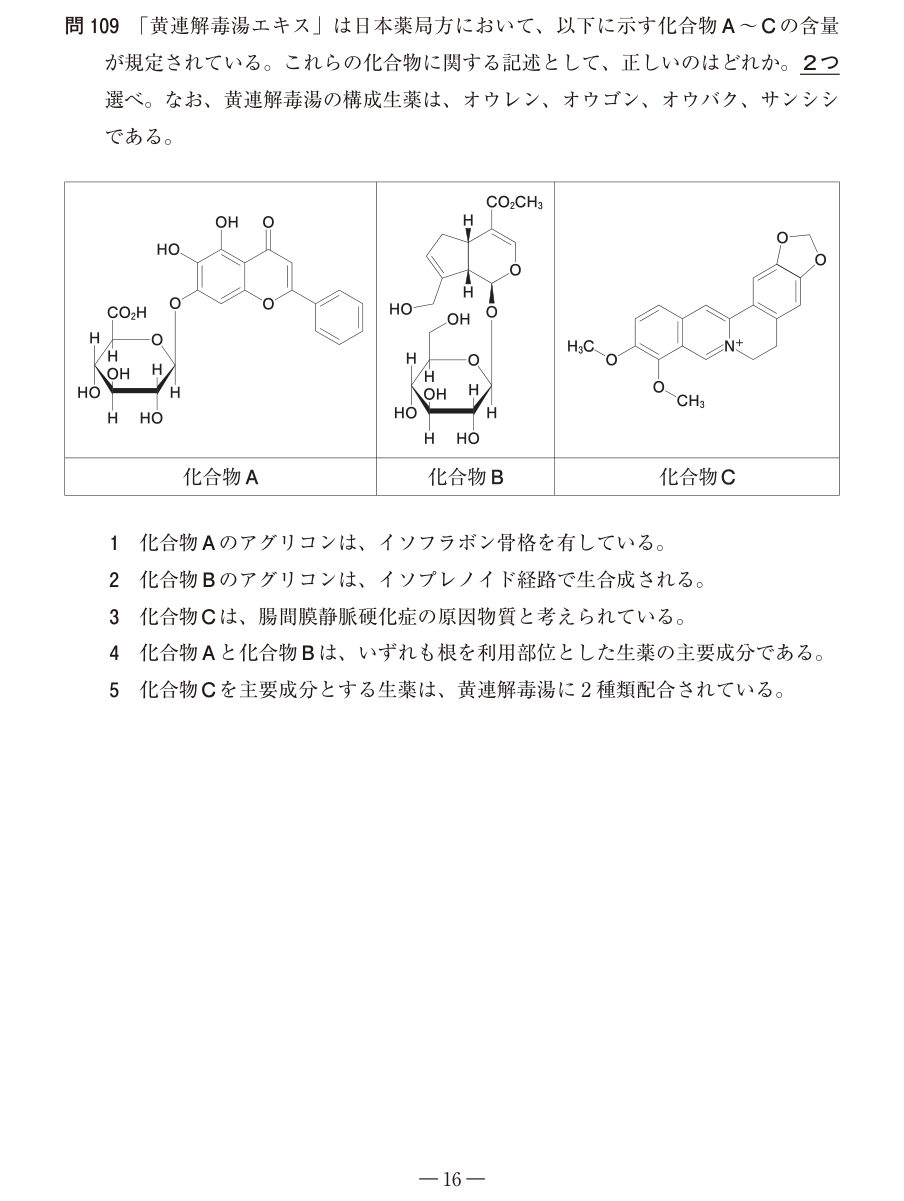 問 109 「黄連解毒湯エキス」は日本薬局方において、以下に示す化合物A～Cの含量
が規定されている。これらの化合物に関する記述として、正しいのはどれか。2つ
選べ。なお、黄連解毒湯の構成生薬は、オウレン、オウゴン、オウバク、サンシシ
である。
OH O
HO
O
O
CO₂H
H
O
H
OH
H
HO
H
H HO
CO₂CH₃
H
O
H
HO
O
OH
H
O
H
OH
H
HO
H
H HO
O
O
N⁺
H₃C
O
O
CH₃
化合物A 化合物B 化合物C
1 化合物Aのアグリコンは、イソフラボン骨格を有している。
2 化合物Bのアグリコンは、イソプレノイド経路で生合成される。
3 化合物Cは、腸間膜静脈硬化症の原因物質と考えられている。
4 化合物Aと化合物Bは、いずれも根を利用部位とした生薬の主要成分である。
5 化合物Cを主要成分とする生薬は、黄連解毒湯に2種類配合されている。
— 16 —